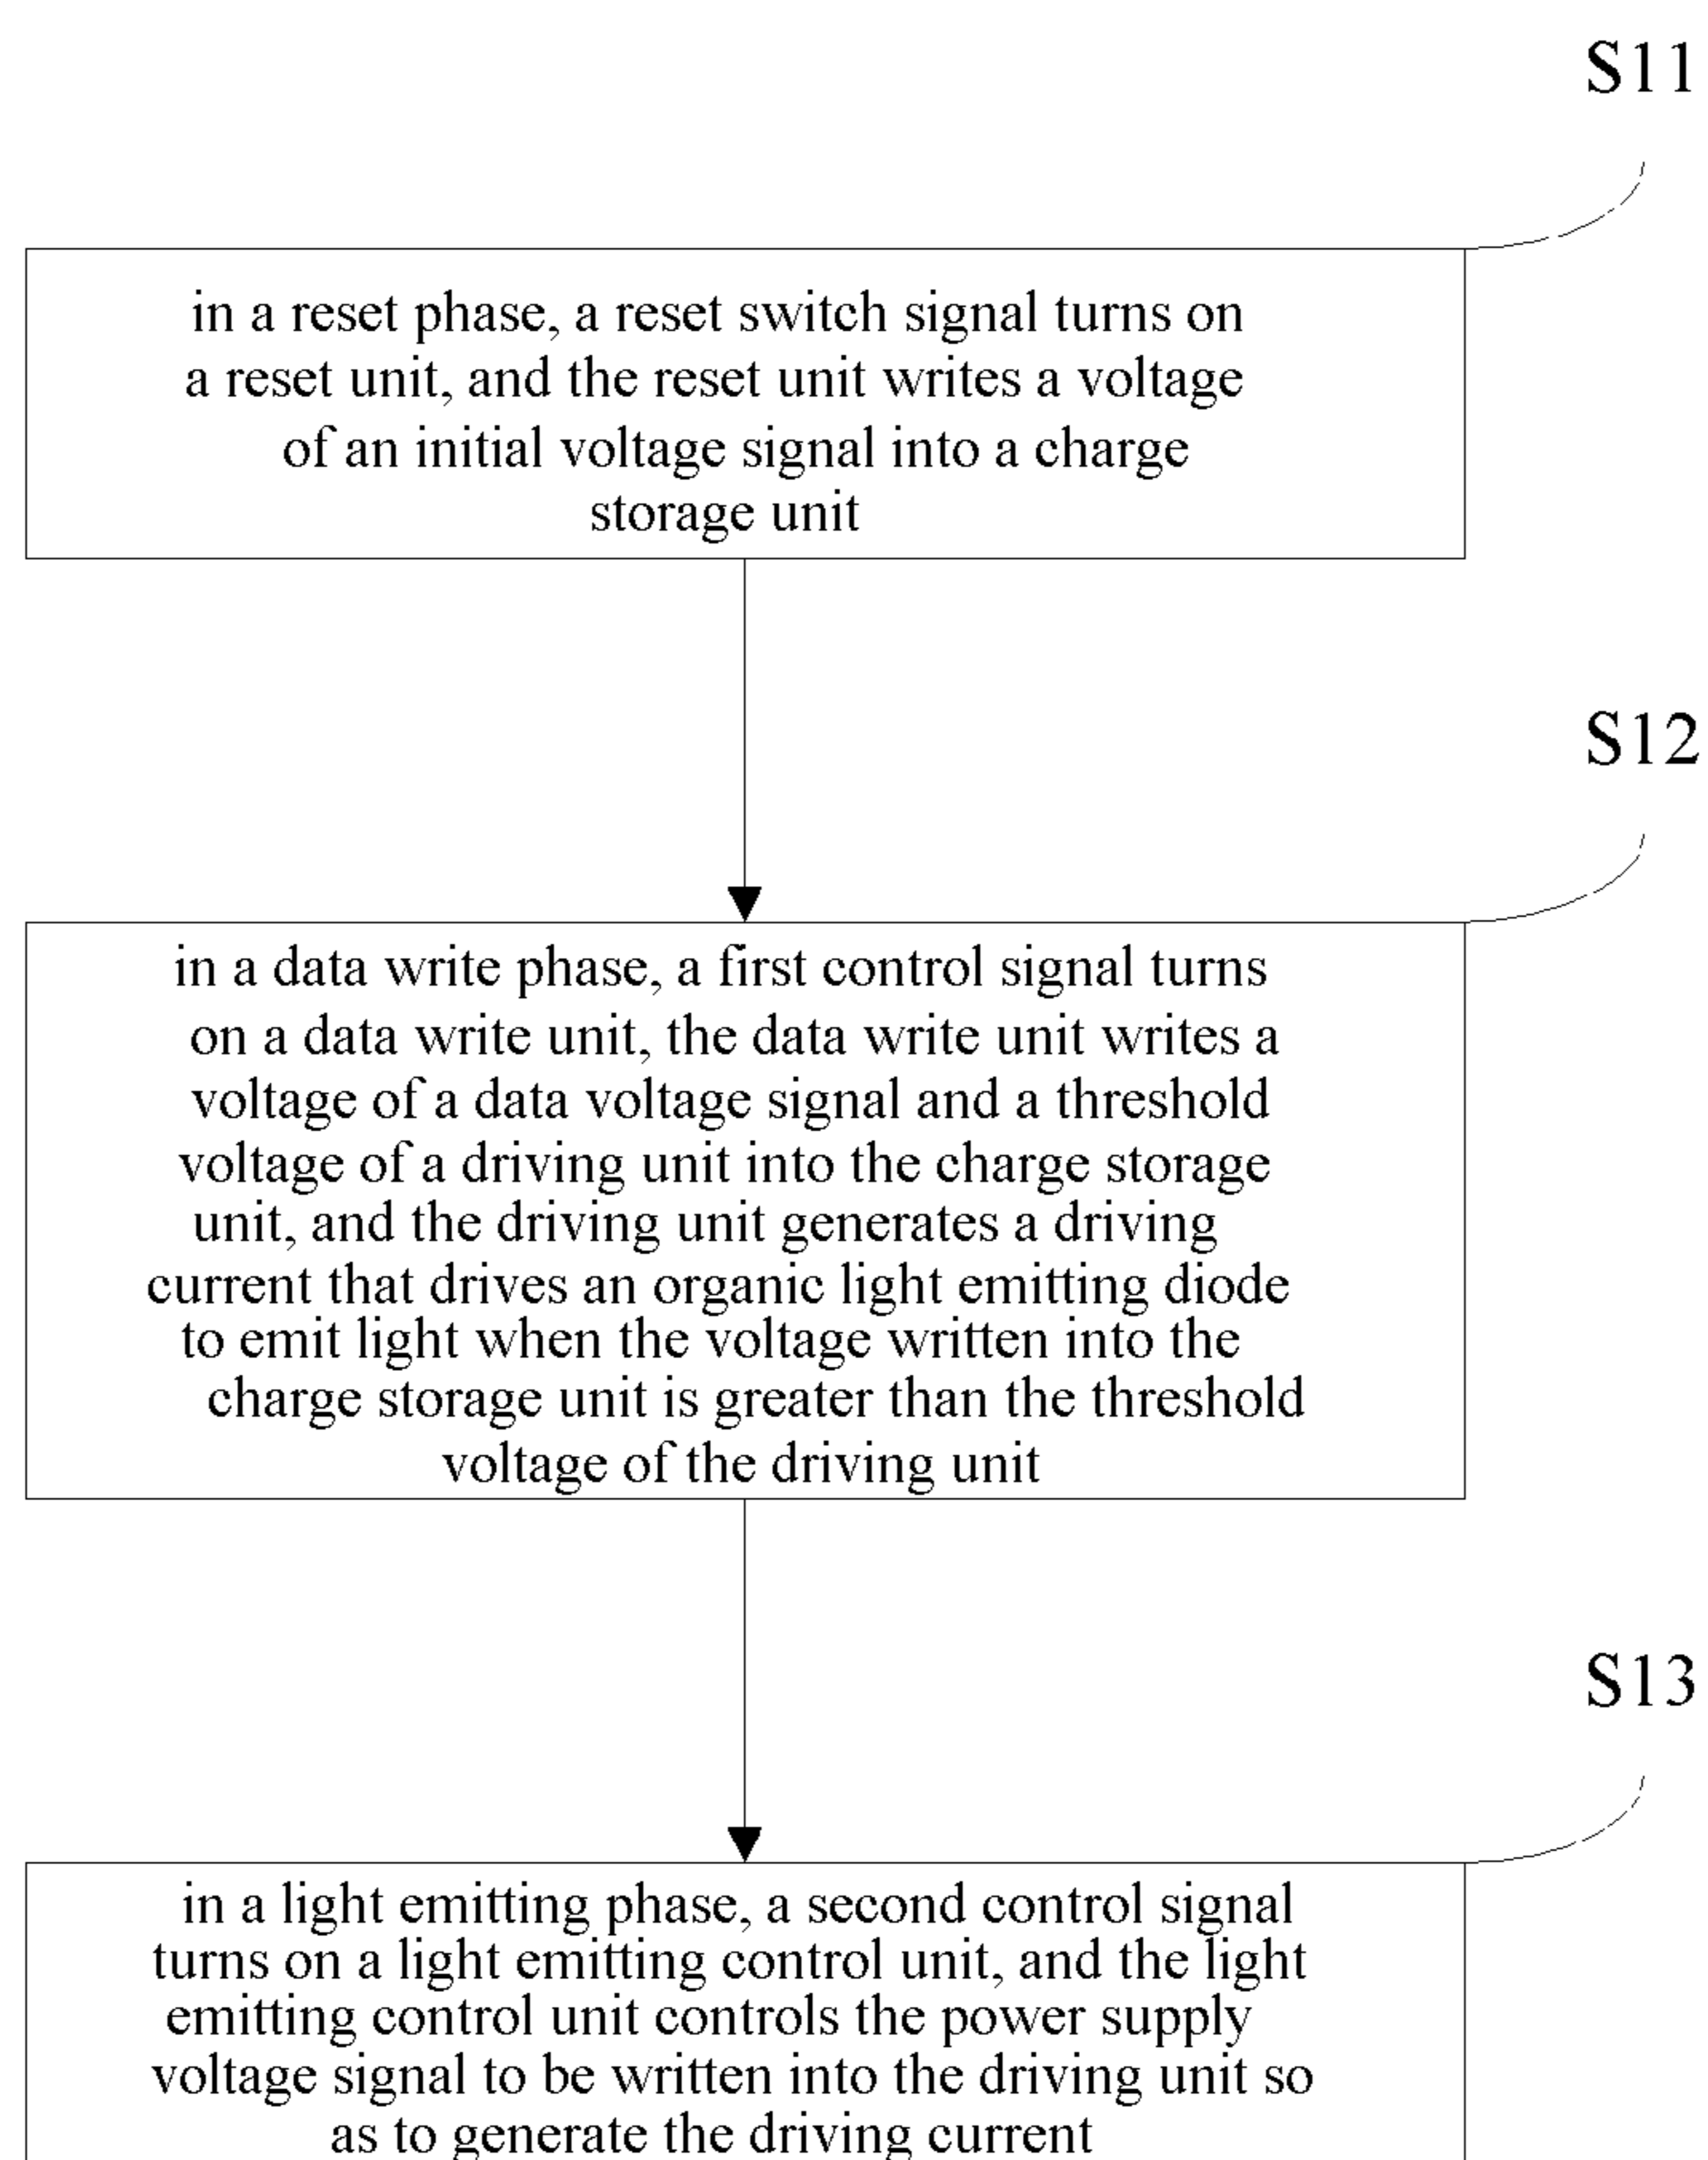 S11
in a reset phase, a reset switch signal turns on
a reset unit, and the reset unit writes a voltage
of an initial voltage signal into a charge
storage unit
S12
in a data write phase, a first control signal turns
on a data write unit, the data write unit writes a
voltage of a data voltage signal and a threshold
voltage of a driving unit into the charge storage
unit, and the driving unit generates a driving
current that drives an organic light emitting diode
to emit light when the voltage written into the
charge storage unit is greater than the threshold
voltage of the driving unit
S13
in a light emitting phase, a second control signal
turns on a light emitting control unit, and the light
emitting control unit controls the power supply
voltage signal to be written into the driving unit so
as to generate the driving current